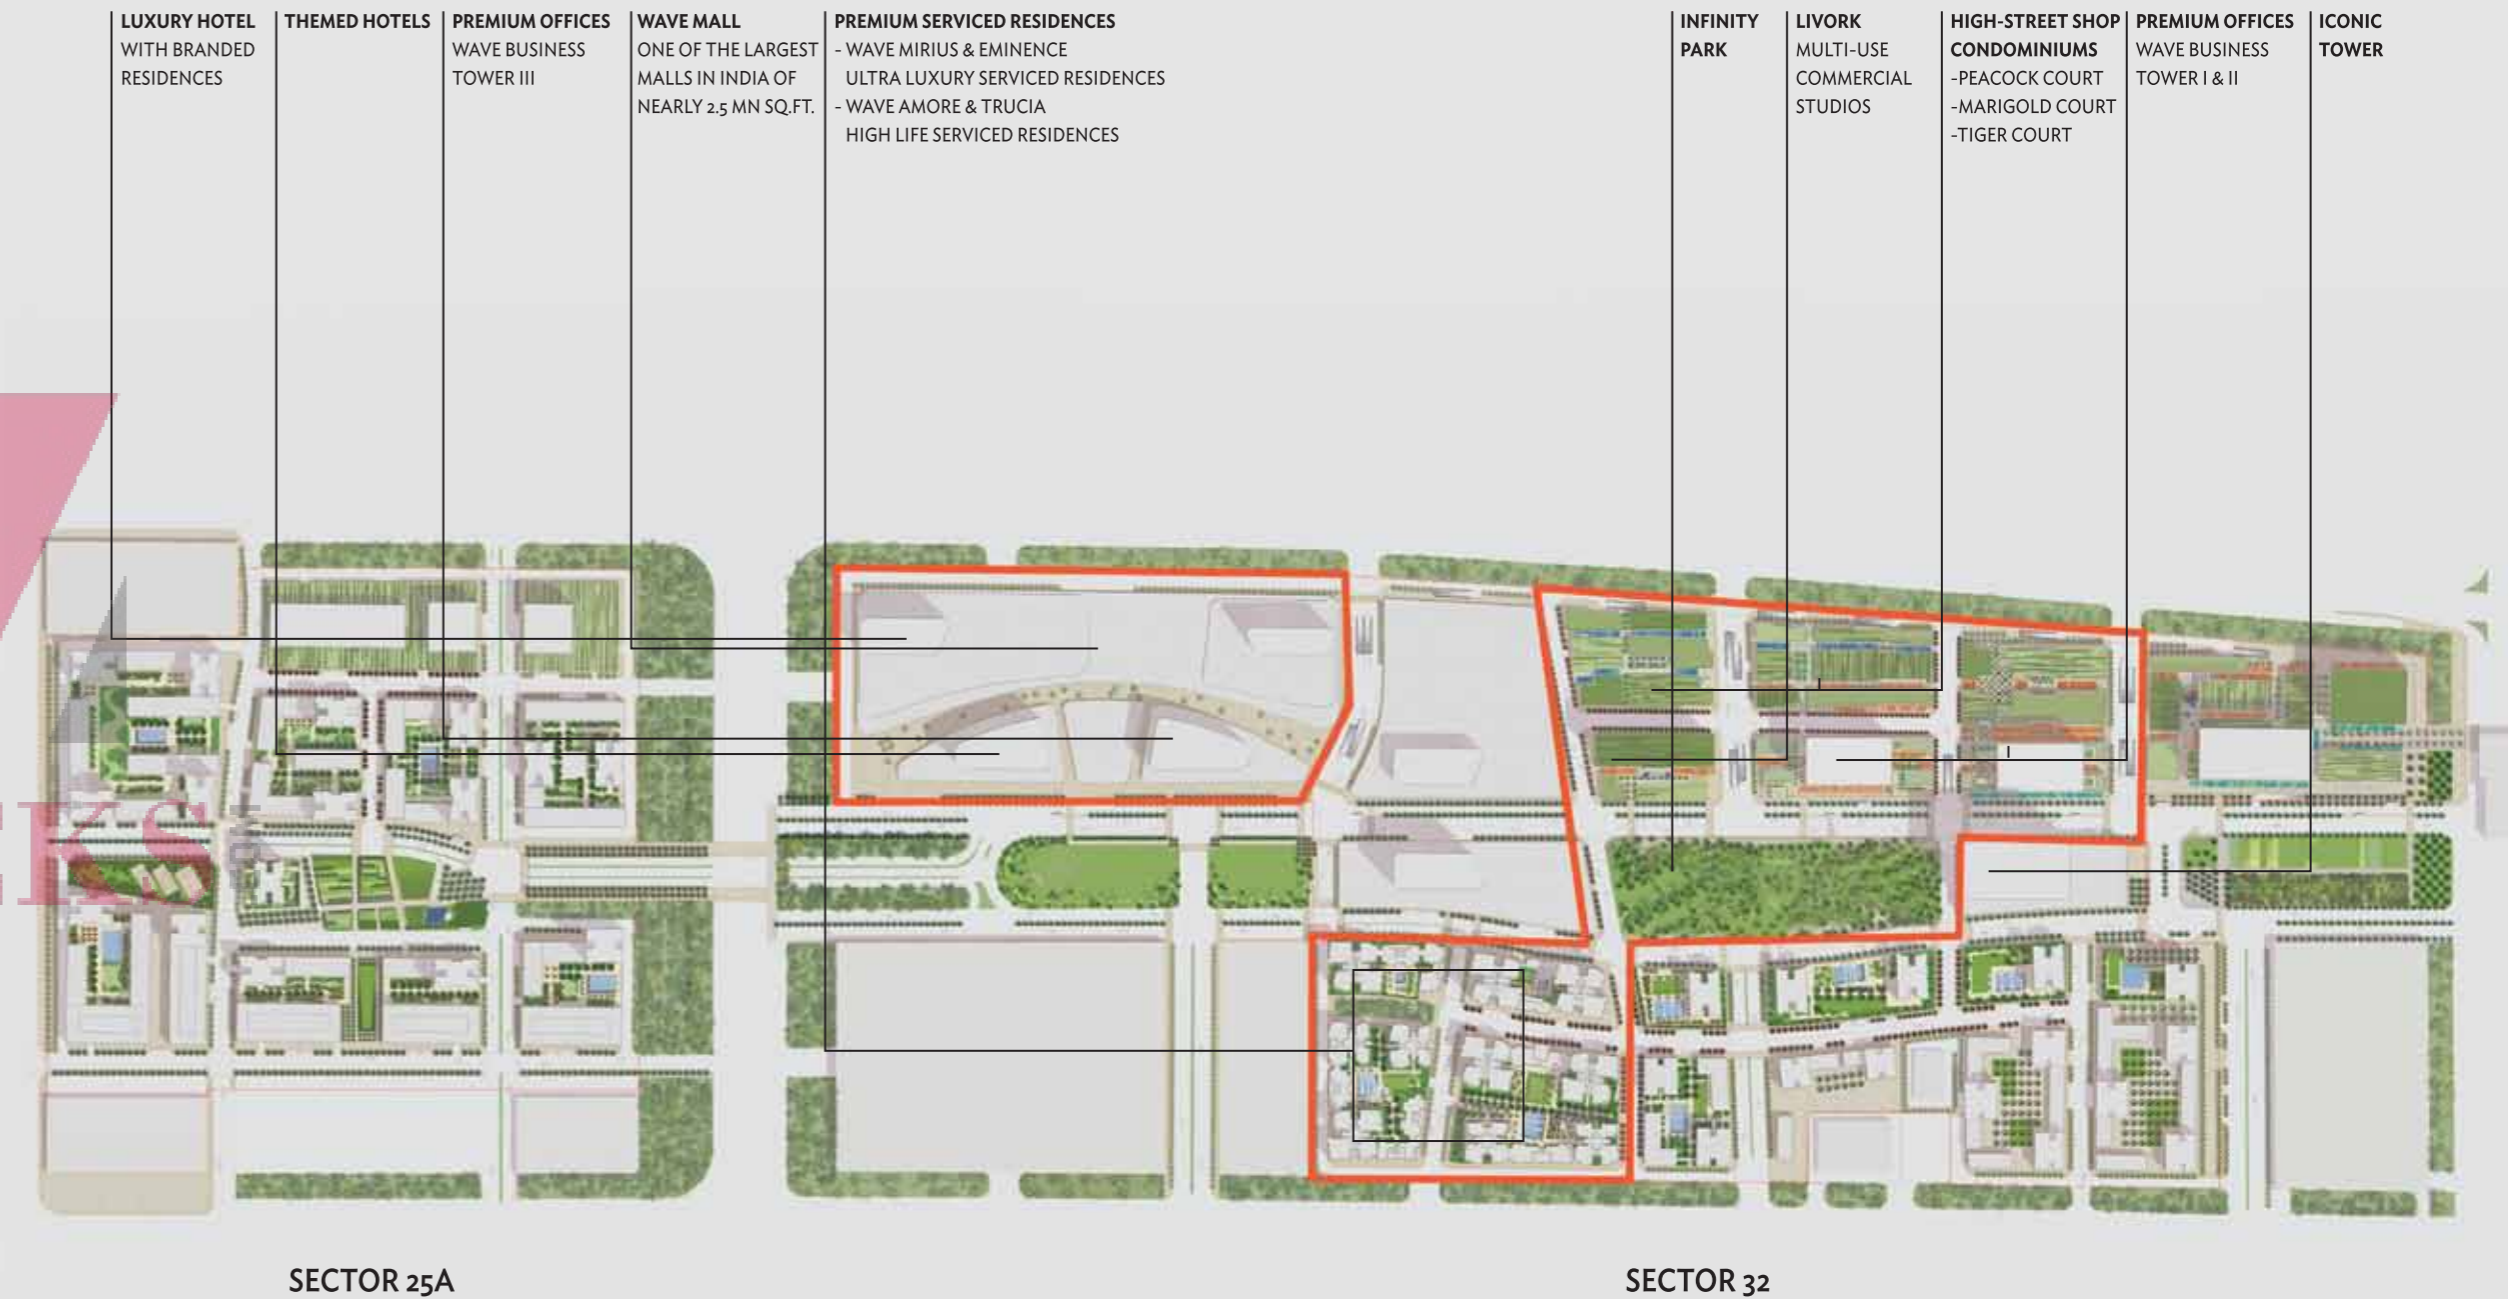 LUXURY HOTEL
WITH BRANDED
RESIDENCES
THEMED HOTELS
PREMIUM OFFICES
WAVE BUSINESS
TOWER III
WAVE MALL
ONE OF THE LARGEST
MALLS IN INDIA OF
NEARLY 2.5 MN SQ.FT.
PREMIUM SERVICED RESIDENCES
- WAVE MIRIUS & EMINENCE
ULTRA LUXURY SERVICED RESIDENCES
- WAVE AMORE & TRUCIA
HIGH LIFE SERVICED RESIDENCES
INFINITY
PARK
LIVORK
MULTI-USE
COMMERCIAL
STUDIOS
HIGH-STREET SHOP
CONDOMINIUMS
-PEACOCK COURT
-MARIGOLD COURT
-TIGER COURT
PREMIUM OFFICES
WAVE BUSINESS
TOWER I & II
ICONIC
TOWER
KS
SECTOR 25A
SECTOR 32